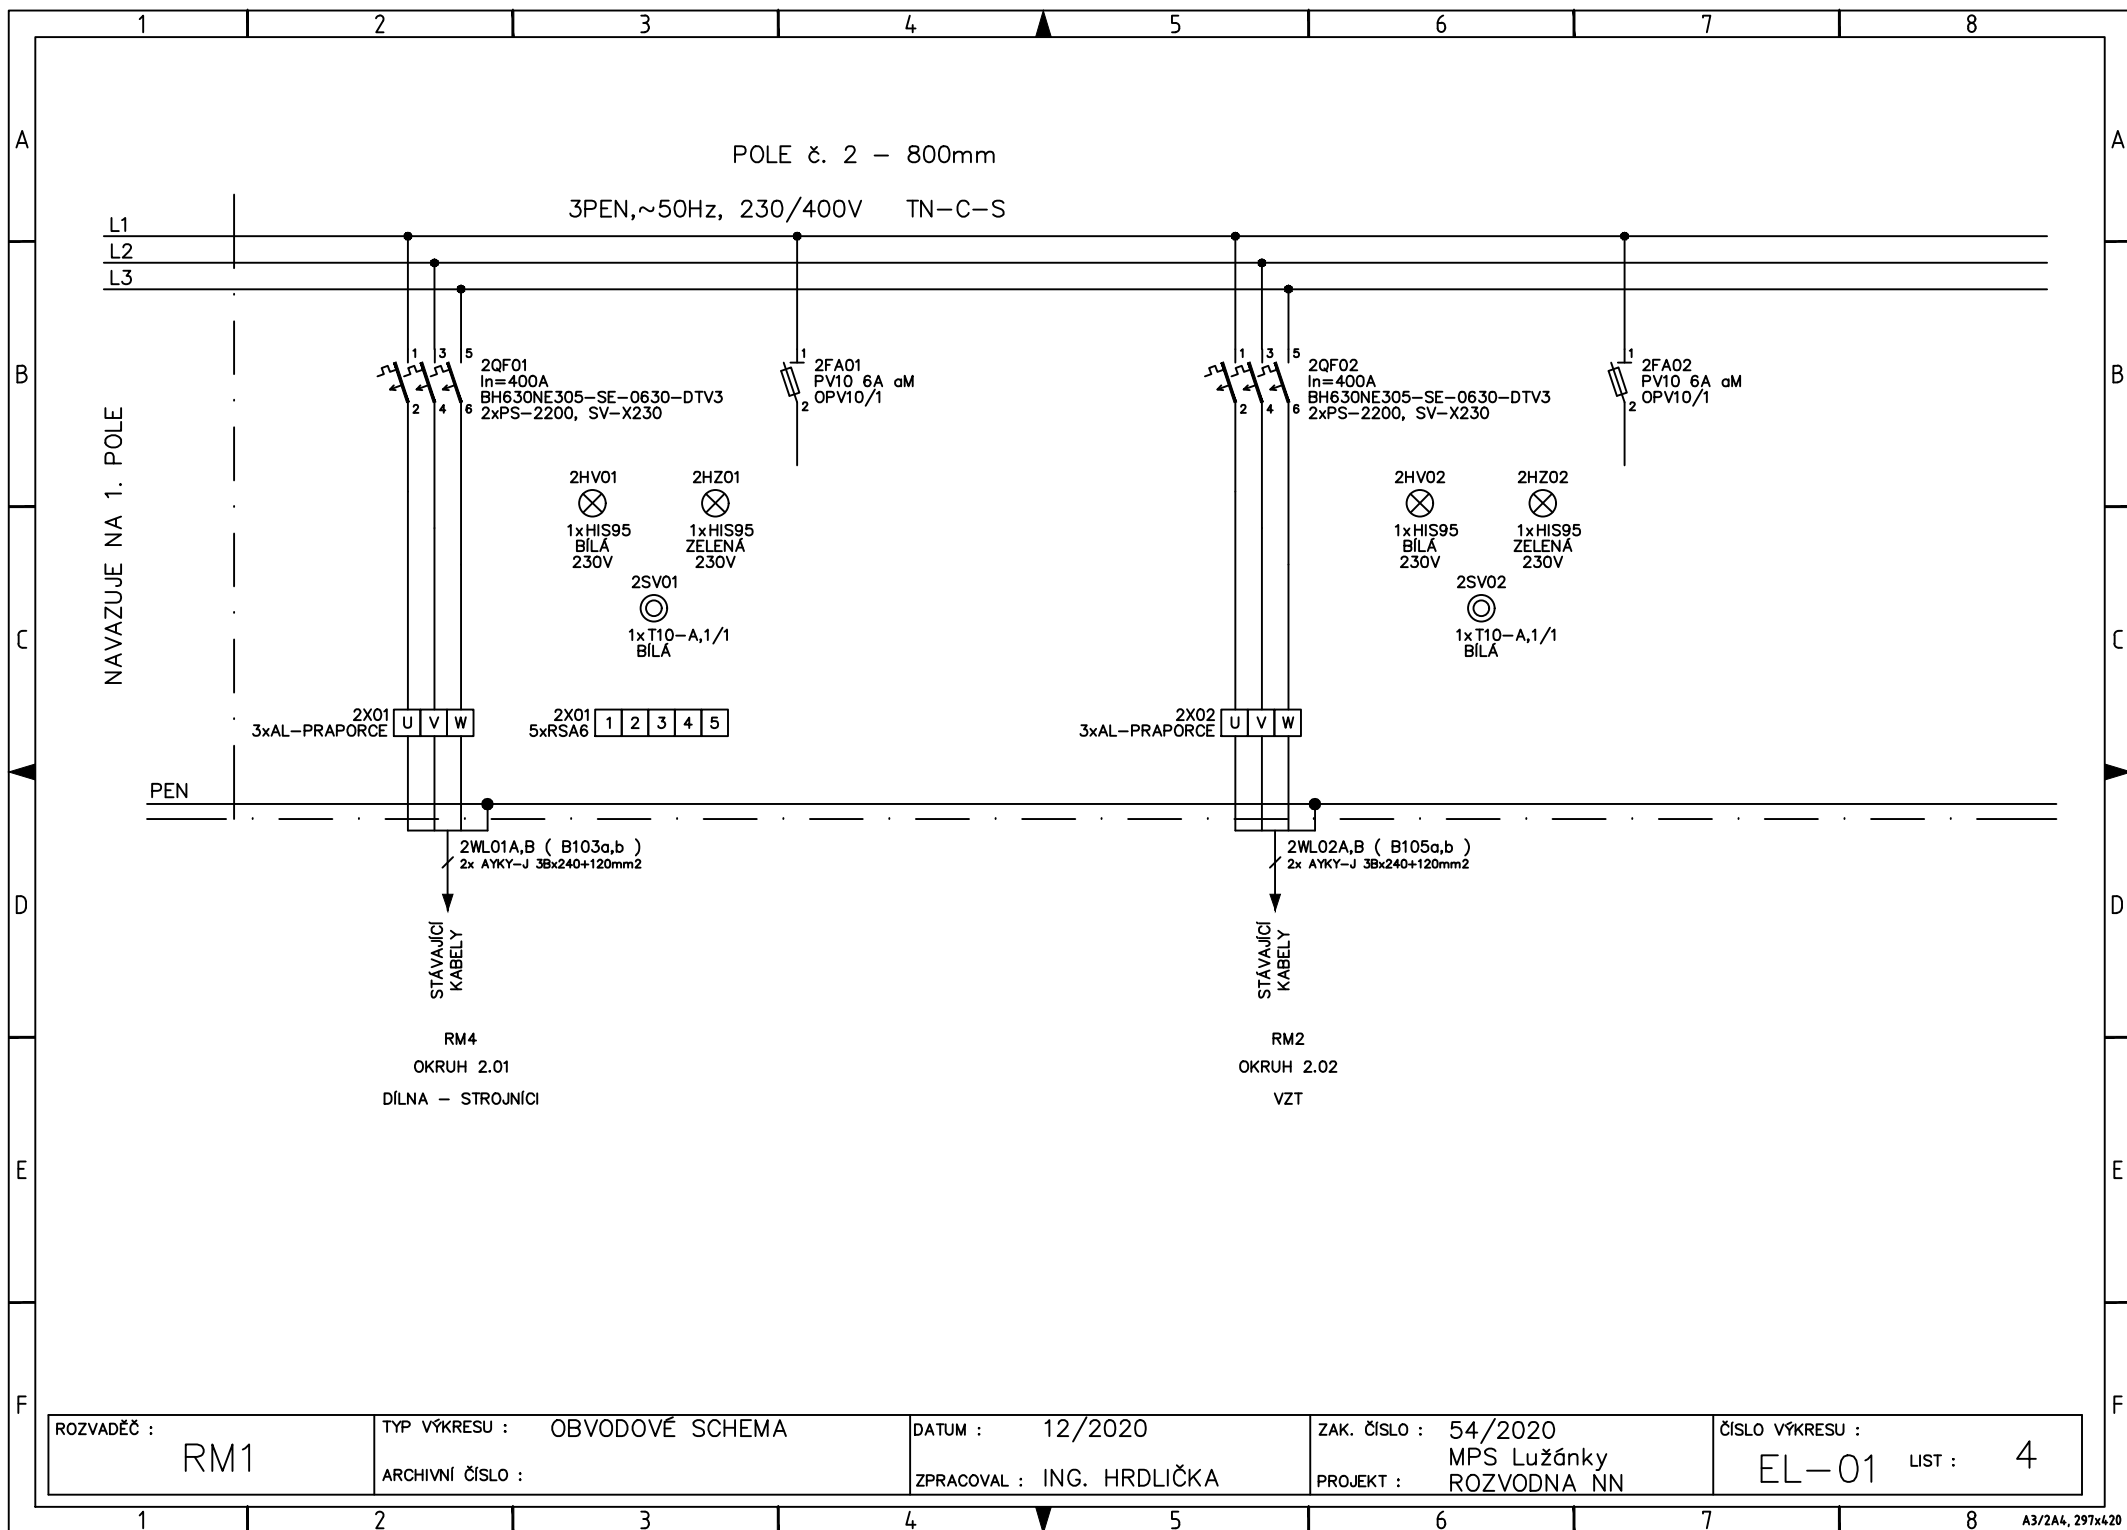 1 2 3 4 5 6 7 8
A A
POLE č. 2 – 800mm
3PEN,~50Hz, 230/400V TN–C–S
L1
L2
L3
B B
1 3 5
2 4 6
2QF01
In=400A
BH630NE305–SE–0630–DTV3
2xPS–2200, SV–X230
1
2
2FA01
PV10 6A aM
OPV10/1
1 3 5
2 4 6
2QF02
In=400A
BH630NE305–SE–0630–DTV3
2xPS–2200, SV–X230
1
2
2FA02
PV10 6A aM
OPV10/1
NAVAZUJE NA 1. POLE
2HV01
1xHIS95
BÍLÁ
230V
2HZ01
1xHIS95
ZELENÁ
230V
2SV01
1xT10–A,1/1
BÍLÁ
2HV02
1xHIS95
BÍLÁ
230V
2HZ02
1xHIS95
ZELENÁ
230V
2SV02
1xT10–A,1/1
BÍLÁ
C C
2X01
3xAL–PRAPORCE
U V W
2X01
5xRSA6
1 2 3 4 5
2X02
3xAL–PRAPORCE
U V W
PEN
2WL01A,B ( B103a,b )
2x AYKY–J 3Bx240+120mm2
2WL02A,B ( B105a,b )
2x AYKY–J 3Bx240+120mm2
D D
STÁVAJÍCÍ
KABELY
STÁVAJÍCÍ
KABELY
RM4
OKRUH 2.01
DÍLNA – STROJNÍCI
RM2
OKRUH 2.02
VZT
E E
F F
ROZVADĚČ :
RM1
TYP VÝKRESU : OBVODOVÉ SCHEMA
ARCHIVNÍ ČÍSLO :
DATUM : 12/2020
ZPRACOVAL : ING. HRDLIČKA
ZAK. ČÍSLO : 54/2020
MPS Lužánky
PROJEKT : ROZVODNA NN
ČÍSLO VÝKRESU :
EL–01 LIST : 4
1 2 3 4 5 6 7 8
A3/2A4, 297x420